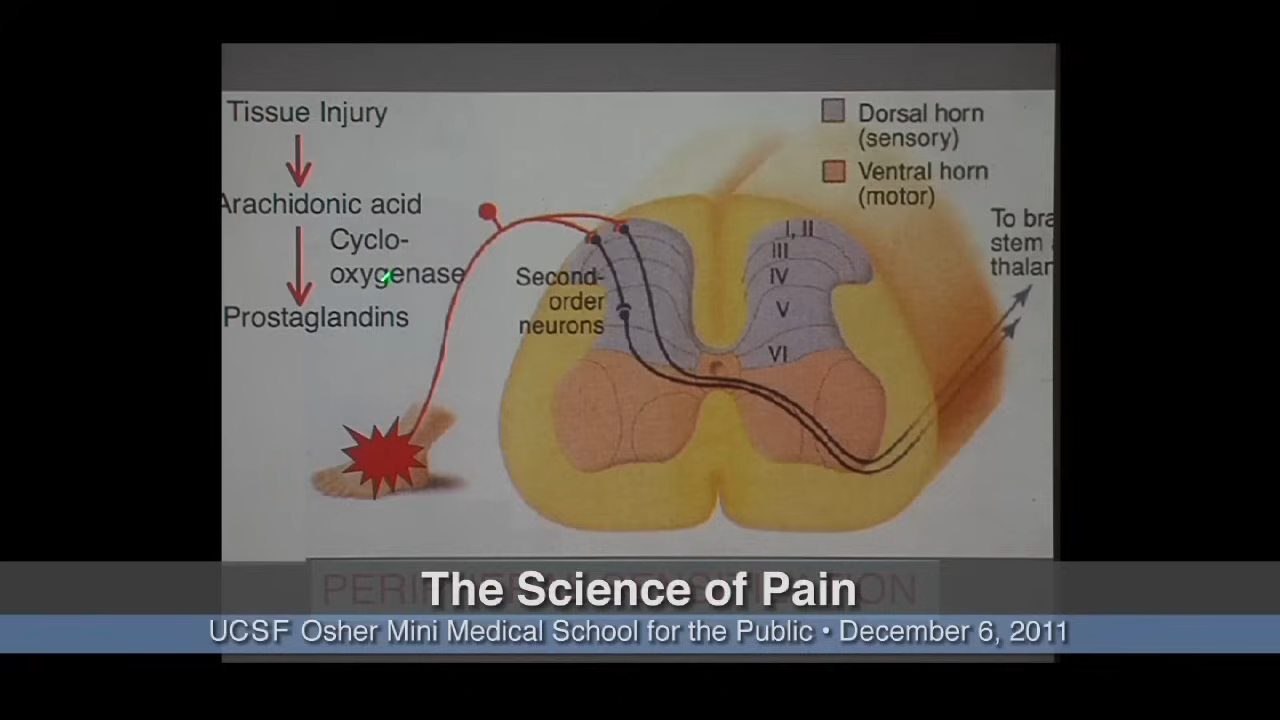 Tissue Injury
Arachidonic acid
Cyclo-
oxygenase
Prostaglandins
Dorsal horn
(sensory)
Ventral horn
(motor)
To bra
stem
thalan
I, II
III
IV
V
VI
Second-
order
neurons
The Science of Pain
UCSF Osher Mini Medical School for the Public • December 6, 2011